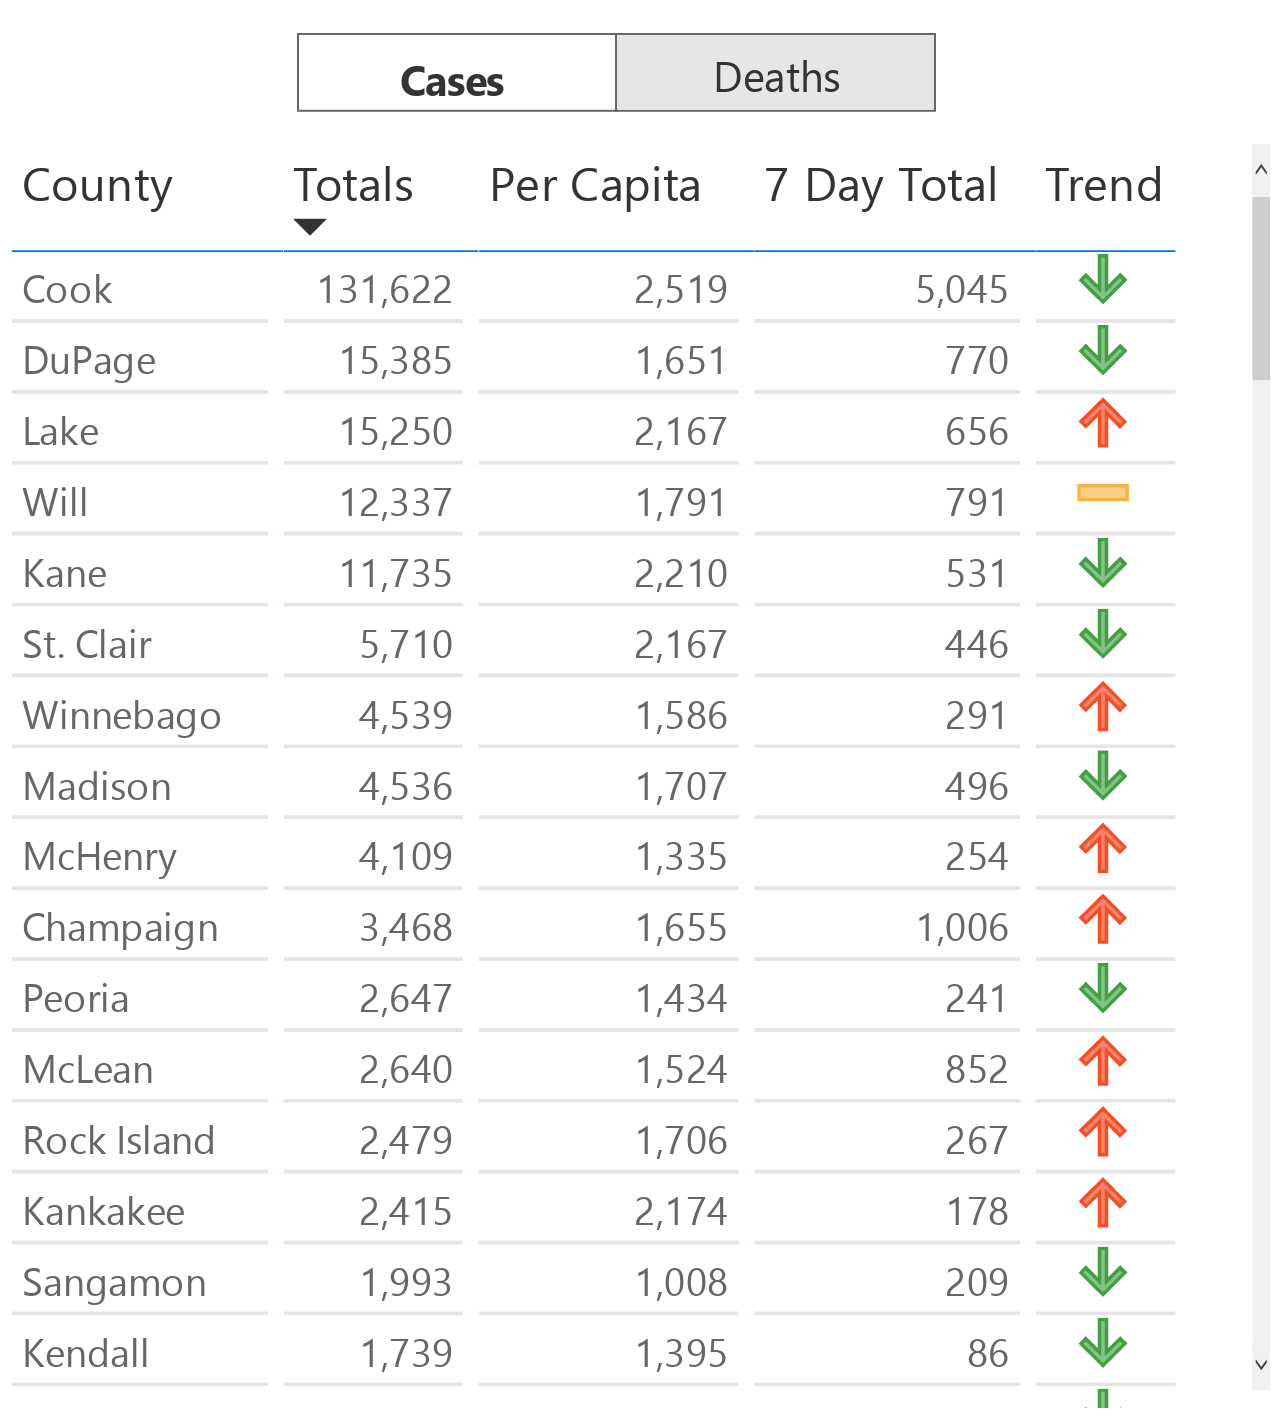 Cases Deaths
County Totals Per Capita 7 Day Total Trend
Cook 131,622 2,519 5,045
DuPage 15,385 1,651 770
Lake 15,250 2,167 656
Will 12,337 1,791 791
Kane 11,735 2,210 531
St. Clair 5,710 2,167 446
Winnebago 4,539 1,586 291
Madison 4,536 1,707 496
McHenry 4,109 1,335 254
Champaign 3,468 1,655 1,006
Peoria 2,647 1,434 241
McLean 2,640 1,524 852
Rock Island 2,479 1,706 267
Kankakee 2,415 2,174 178
Sangamon 1,993 1,008 209
Kendall 1,739 1,395 86